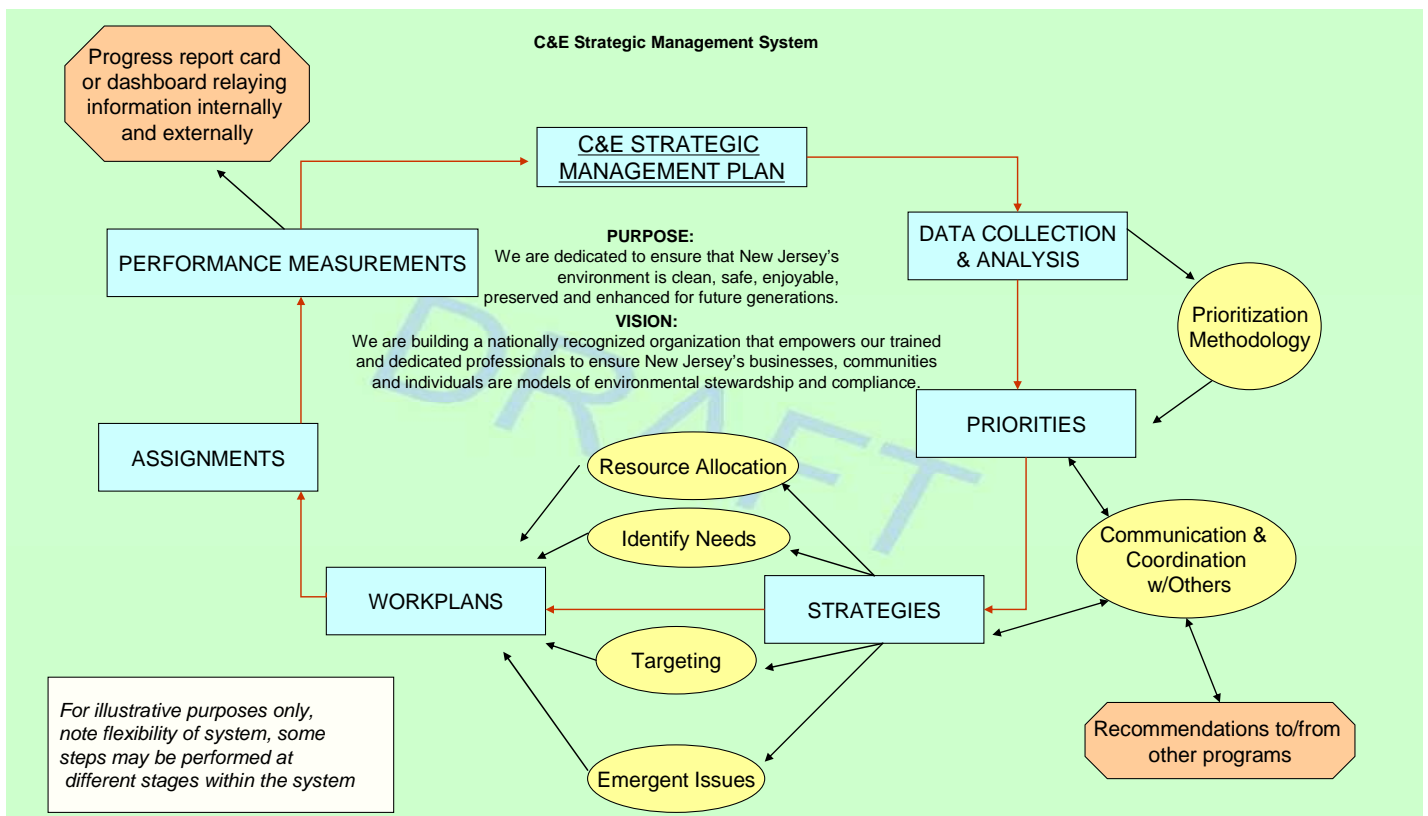 C&E Strategic Management System
Progress report card
or dashboard relaying
information internally
and externally
C&E STRATEGIC
MANAGEMENT PLAN
DATA COLLECTION
& ANALYSIS
PERFORMANCE MEASUREMENTS
PURPOSE:
We are dedicated to ensure that New Jersey's
environment is clean, safe, enjoyable,
preserved and enhanced for future generations.
VISION:
We are building a nationally recognized organization that empowers our trained
and dedicated professionals to ensure New Jersey's businesses, communities
and individuals are models of environmental stewardship and compliance.
Prioritization
Methodology
DRAFT
PRIORITIES
ASSIGNMENTS
Resource Allocation
Identify Needs
Communication &
Coordination
w/Others
WORKPLANS
STRATEGIES
Targeting
Emergent Issues
Recommendations to/from
other programs
For illustrative purposes only,
note flexibility of system, some
steps may be performed at
different stages within the system